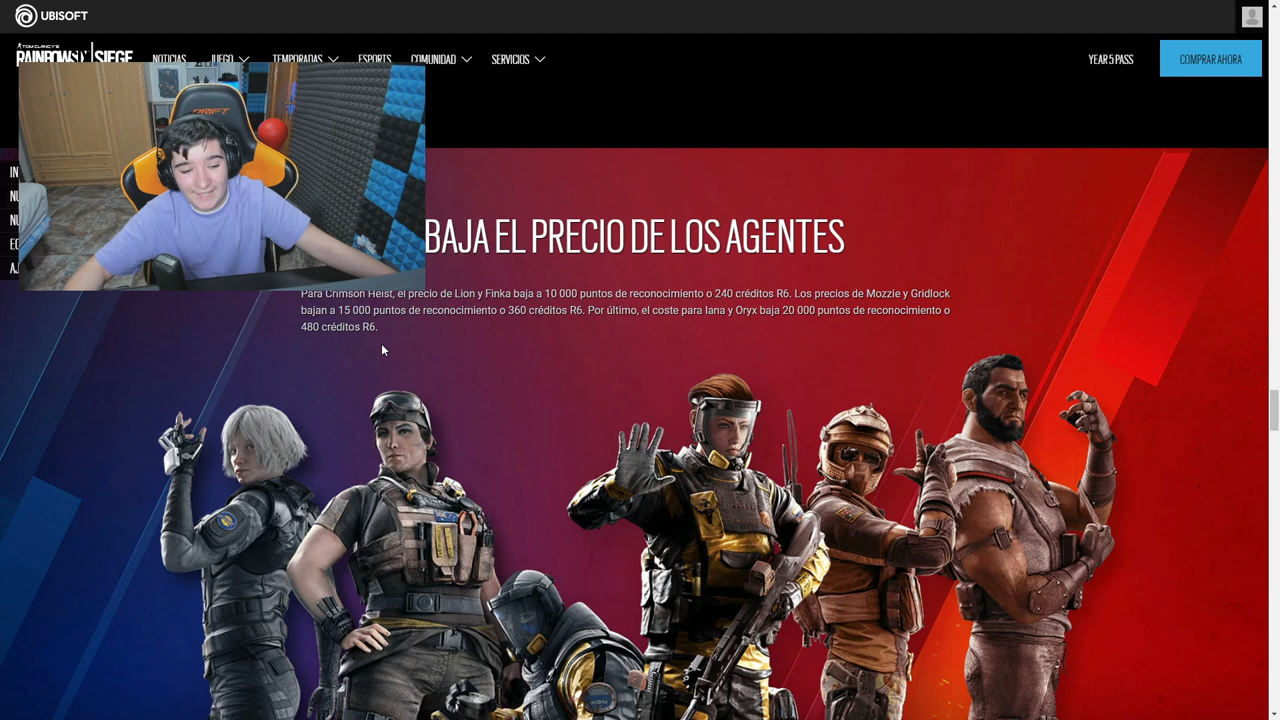 UBISOFT
TOM CLANCY'S
RAINBOW SIX | SIEGE
NOTICIAS JUEGO TEMPORADAS ESPORTS COMUNIDAD SERVICIOS YEAR 5 PASS COMPRAR AHORA
DRIFT
BAJA EL PRECIO DE LOS AGENTES
Para Crimson Heist, el precio de Lion y Finka baja a 10 000 puntos de reconocimiento o 240 créditos R6. Los precios de Mozzie y Gridlock
bajan a 15 000 puntos de reconocimiento o 360 créditos R6. Por último, el coste para Iana y Oryx baja 20 000 puntos de reconocimiento o
480 créditos R6.